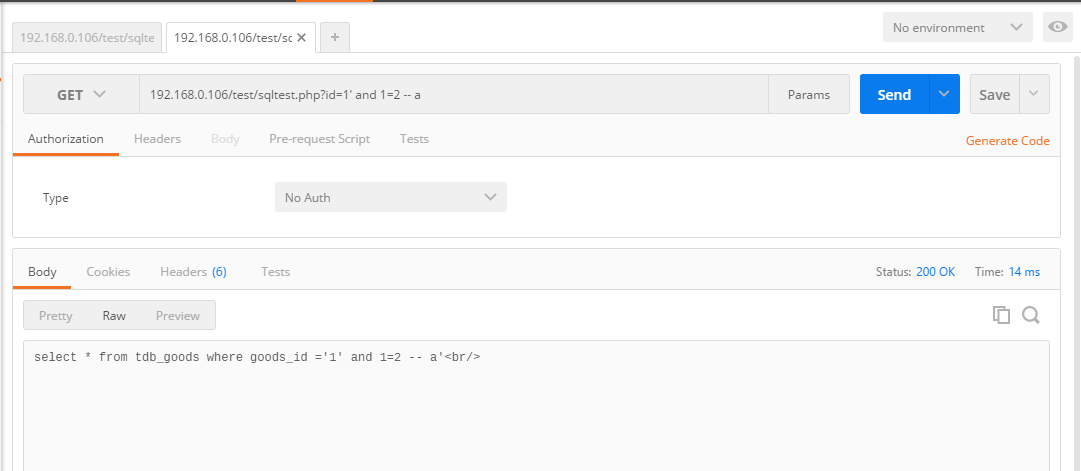 192.168.0.106/test/sqlte
192.168.0.106/test/sc
No environment
GET
192.168.0.106/test/sqltest.php?id=1' and 1=2 -- a
Params
Send
Save
Authorization Headers Body Pre-request Script Tests
Generate Code
Type
No Auth
Body Cookies Headers (6) Tests
Status: 200 OK Time: 14 ms
Pretty Raw Preview
select * from tdb_goods where goods_id ='1' and 1=2 -- a'<br/>